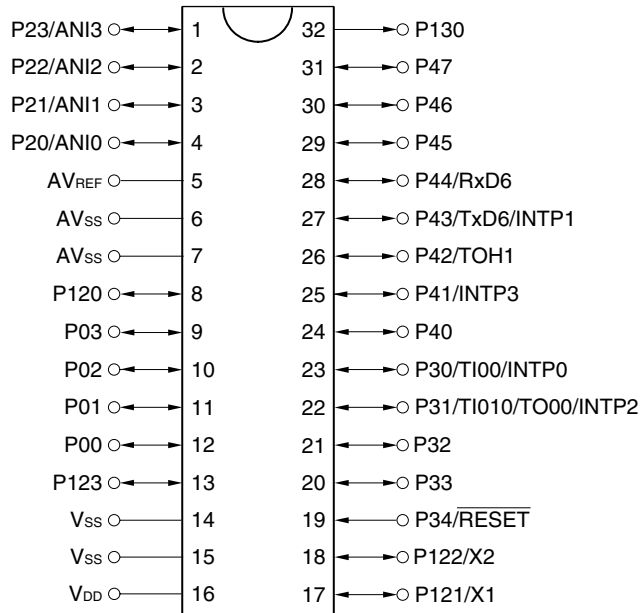 P23/ANI3 1 32 P130
P22/ANI2 2 31 P47
P21/ANI1 3 30 P46
P20/ANI0 4 29 P45
AVREF 5 28 P44/RxD6
AVSS 6 27 P43/TxD6/INTP1
AVSS 7 26 P42/TOH1
P120 8 25 P41/INTP3
P03 9 24 P40
P02 10 23 P30/TI00/INTP0
P01 11 22 P31/TI010/TO00/INTP2
P00 12 21 P32
P123 13 20 P33
VSS 14 19 P34/RESET
VSS 15 18 P122/X2
VDD 16 17 P121/X1